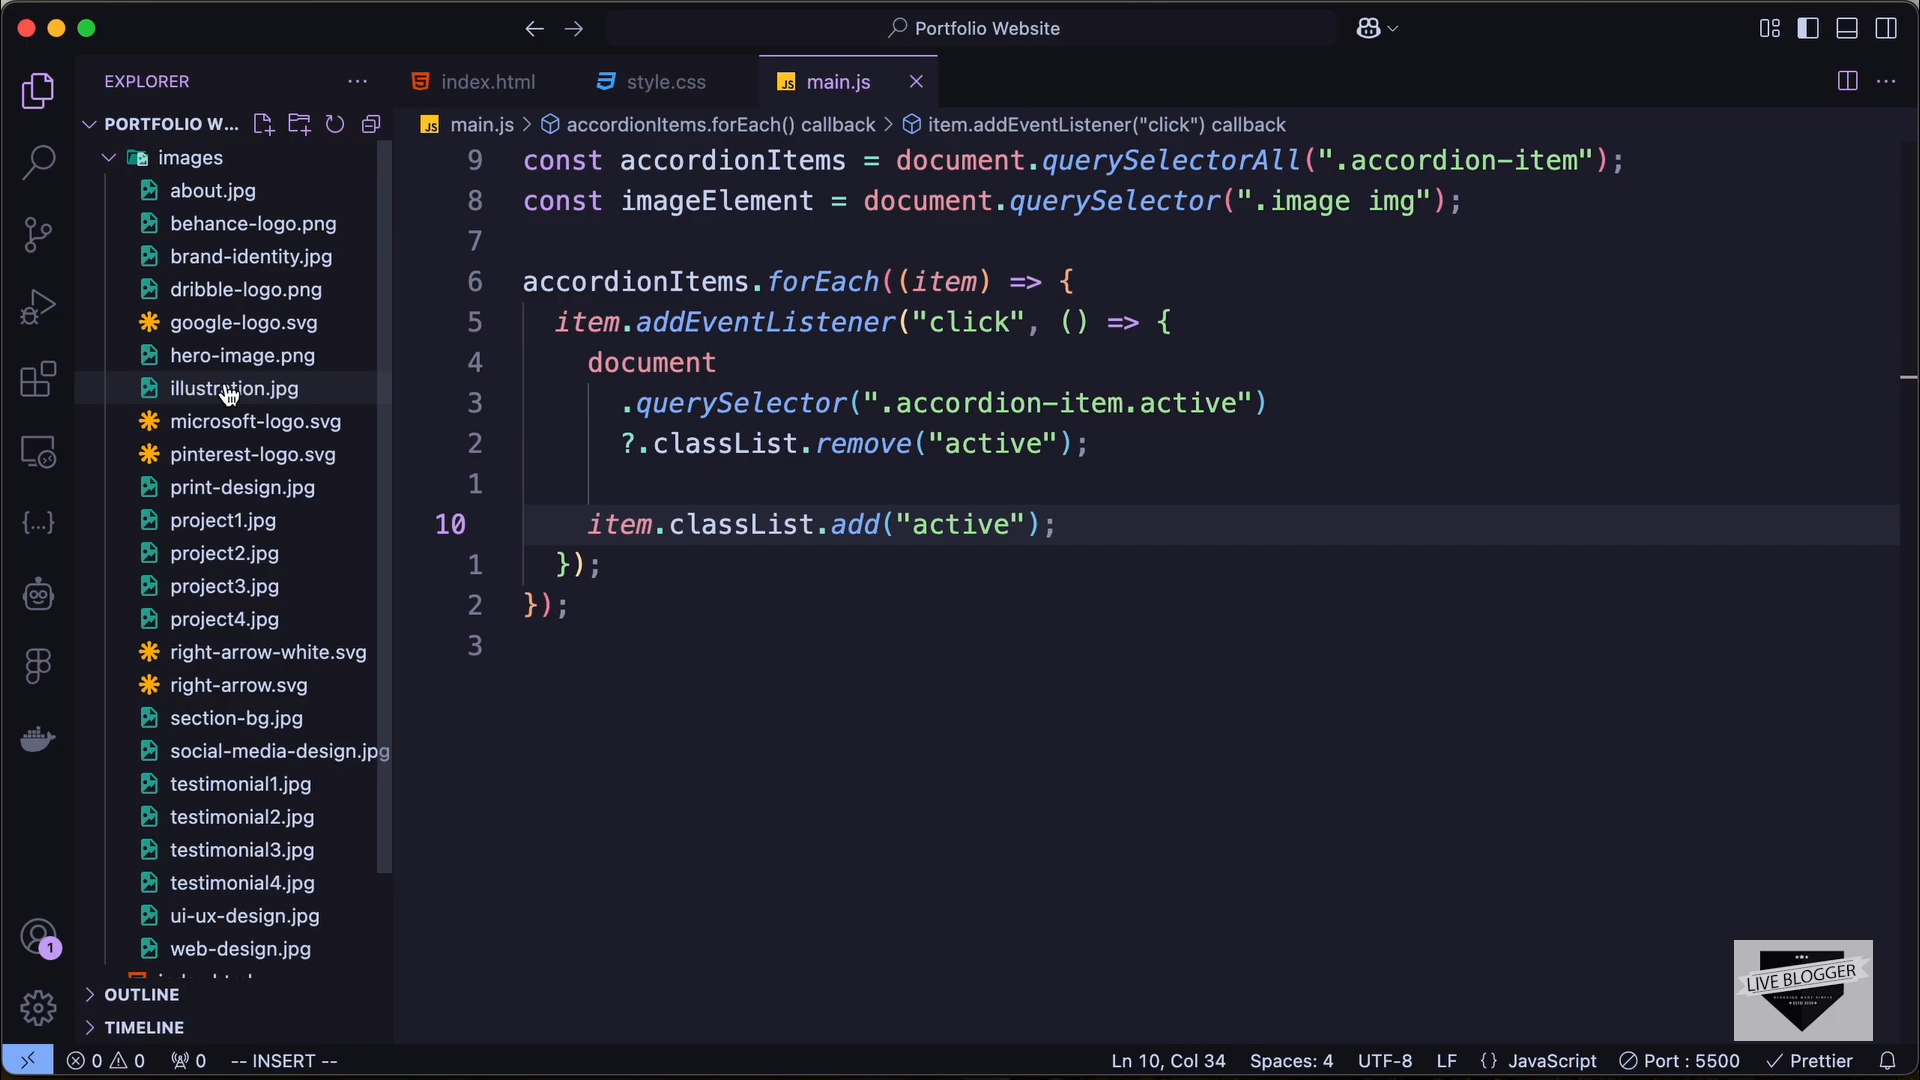 Portfolio Website
EXPLORER
index.html
style.css
JS main.js
PORTFOLIO W...
JS main.js > accordionItems.forEach() callback > item.addEventListener("click") callback
images
about.jpg
behance-logo.png
brand-identity.jpg
dribble-logo.png
google-logo.svg
hero-image.png
illustration.jpg
microsoft-logo.svg
pinterest-logo.svg
print-design.jpg
project1.jpg
project2.jpg
project3.jpg
project4.jpg
right-arrow-white.svg
right-arrow.svg
section-bg.jpg
social-media-design.jpg
testimonial1.jpg
testimonial2.jpg
testimonial3.jpg
testimonial4.jpg
ui-ux-design.jpg
web-design.jpg
OUTLINE
TIMELINE
9 const accordionItems = document.querySelectorAll(".accordion-item");
8 const imageElement = document.querySelector(".image img");
7
6 accordionItems.forEach((item) => {
5 item.addEventListener("click", () => {
4 document
3 .querySelector(".accordion-item.active")
2 ?.classList.remove("active");
1
10 item.classList.add("active");
1 });
2 });
3
1
LIVE BLOGGER
0 0 0 -- INSERT --
Ln 10, Col 34 Spaces: 4 UTF-8 LF {} JavaScript Port : 5500 Prettier